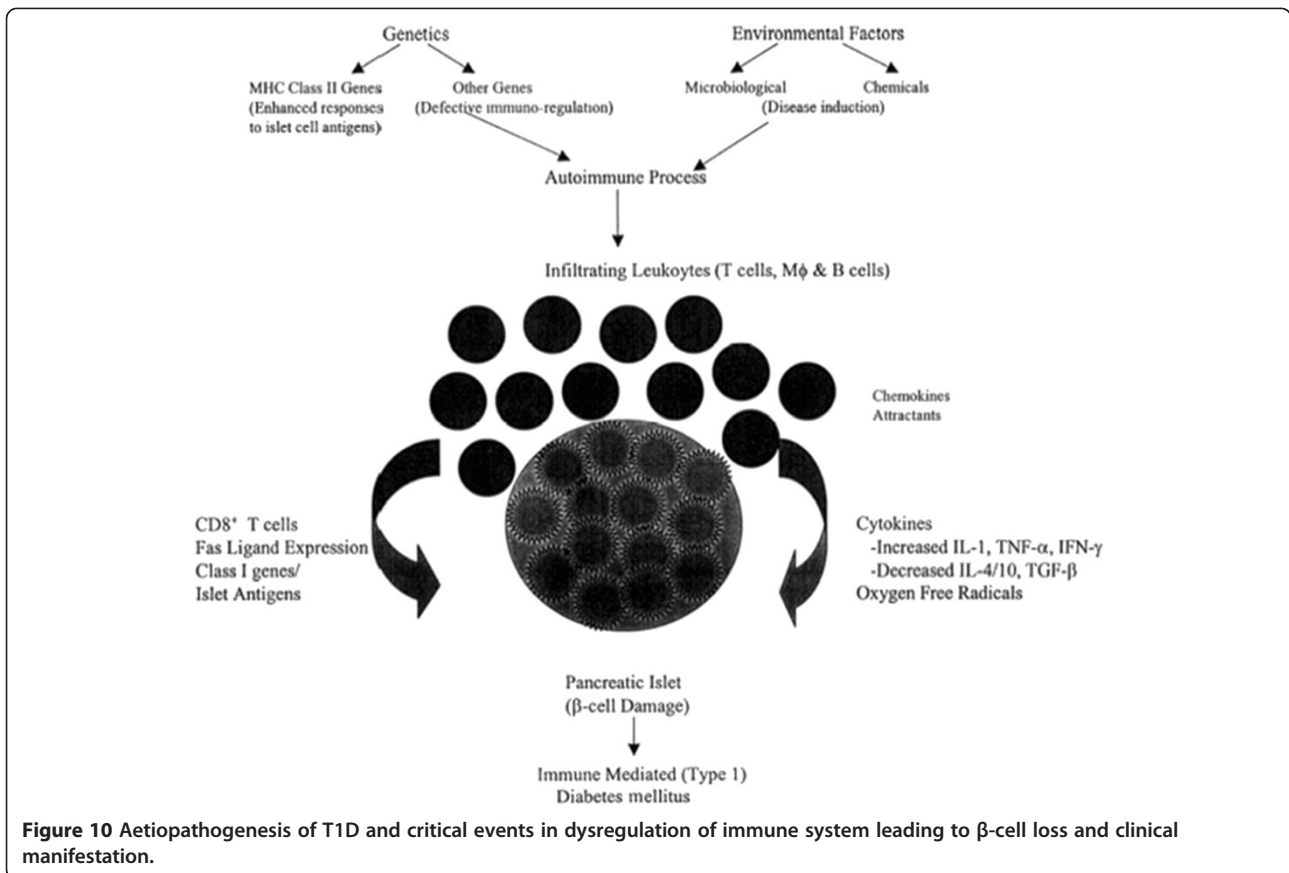 Genetics
Environmental Factors
MHC Class II Genes
(Enhanced responses
to islet cell antigens)
Other Genes
(Defective immuno-regulation)
Microbiological
Chemicals
(Disease induction)
Autoimmune Process
Infiltrating Leukoytes (T cells, Mϕ & B cells)
Chemokines
Attractants
CD8⁺ T cells
Fas Ligand Expression
Class I genes/
Islet Antigens
Cytokines
-Increased IL-1, TNF-α, IFN-γ
-Decreased IL-4/10, TGF-β
Oxygen Free Radicals
Pancreatic Islet
(β-cell Damage)
Immune Mediated (Type 1)
Diabetes mellitus
Figure 10 Aetiopathogenesis of T1D and critical events in dysregulation of immune system leading to β-cell loss and clinical
manifestation.